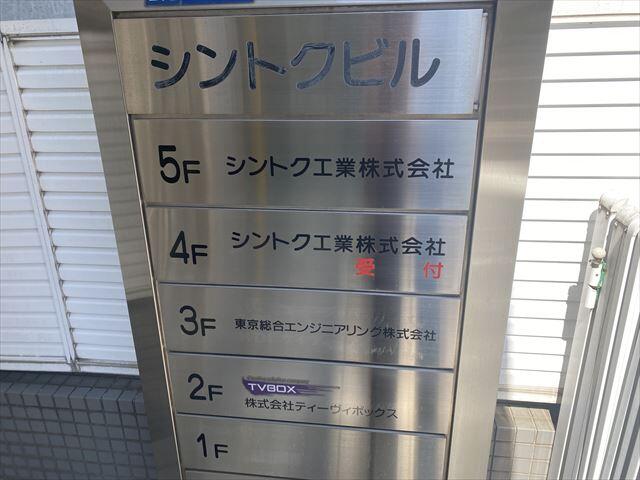 シントクビル
5F シントク工業株式会社
4F シントク工業株式会社
受付
3F 東京総合エンジニアリング株式会社
2F TVBOX
株式会社ティーヴィボックス
1F